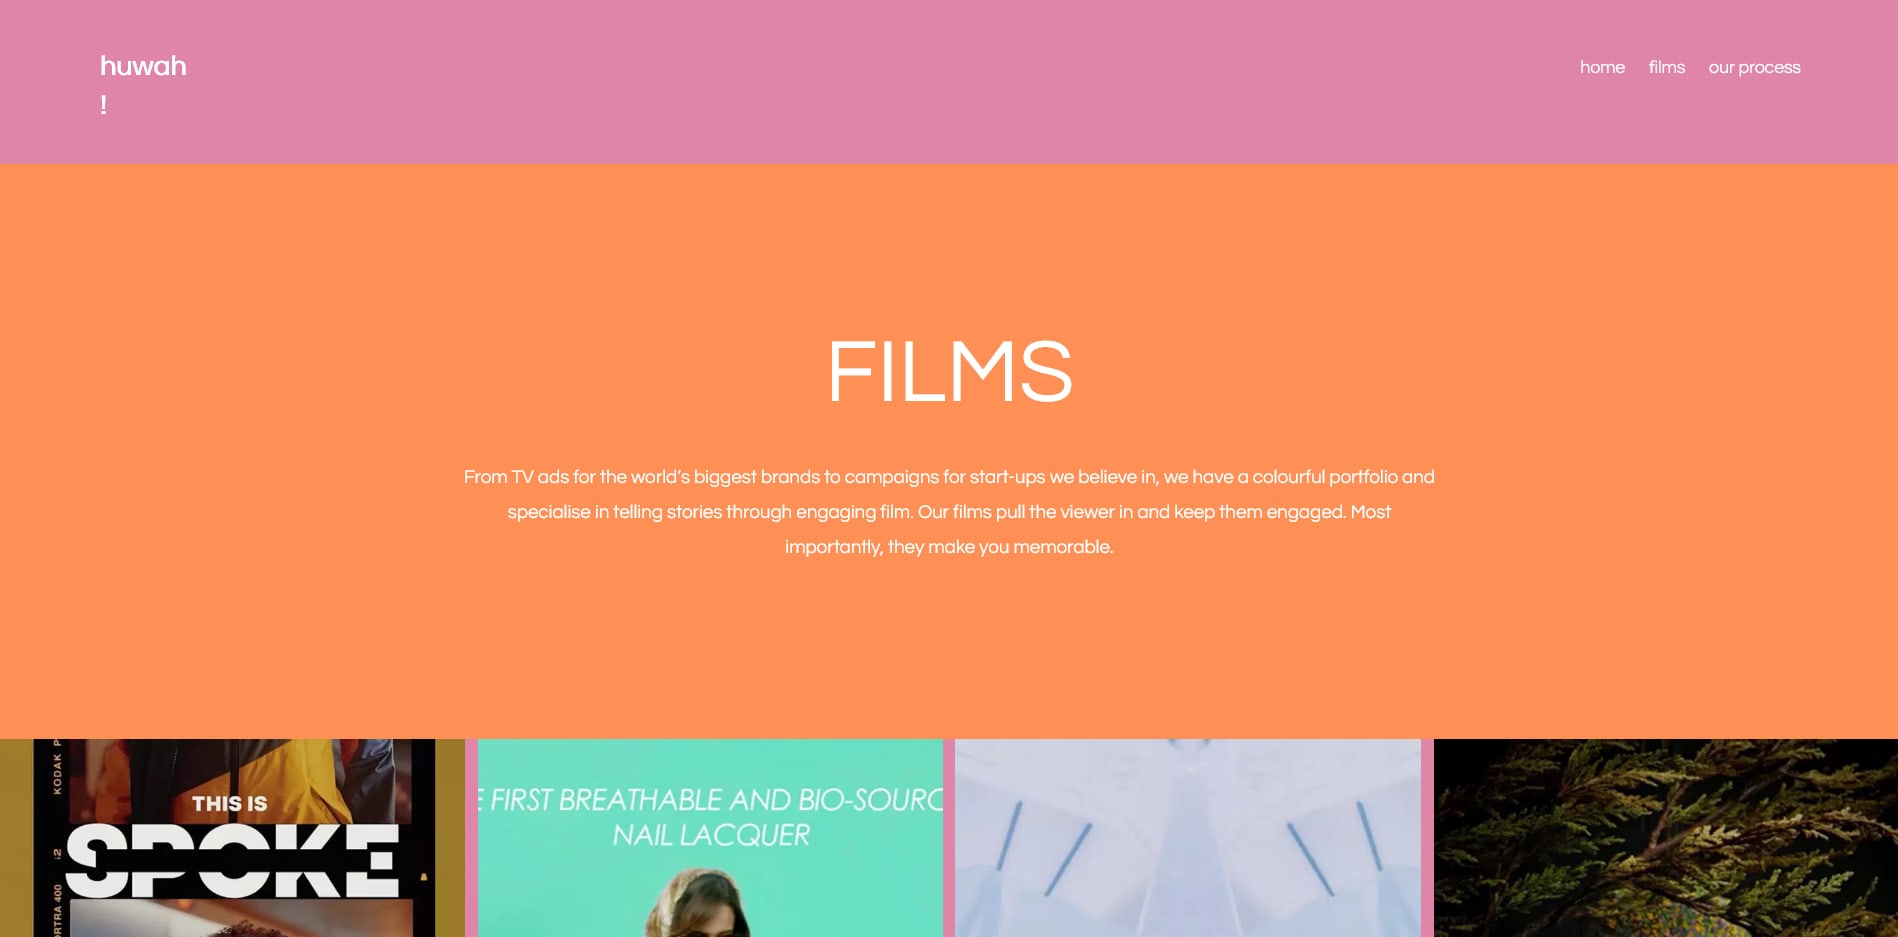 huwah
!
home films our process
FILMS
From TV ads for the world’s biggest brands to campaigns for start-ups we believe in, we have a colourful portfolio and
specialise in telling stories through engaging film. Our films pull the viewer in and keep them engaged. Most
importantly, they make you memorable.
KODAK P
THIS IS
SPOKE
42
ORTRA 400
E FIRST BREATHABLE AND BIO-SOURC
NAIL LACQUER